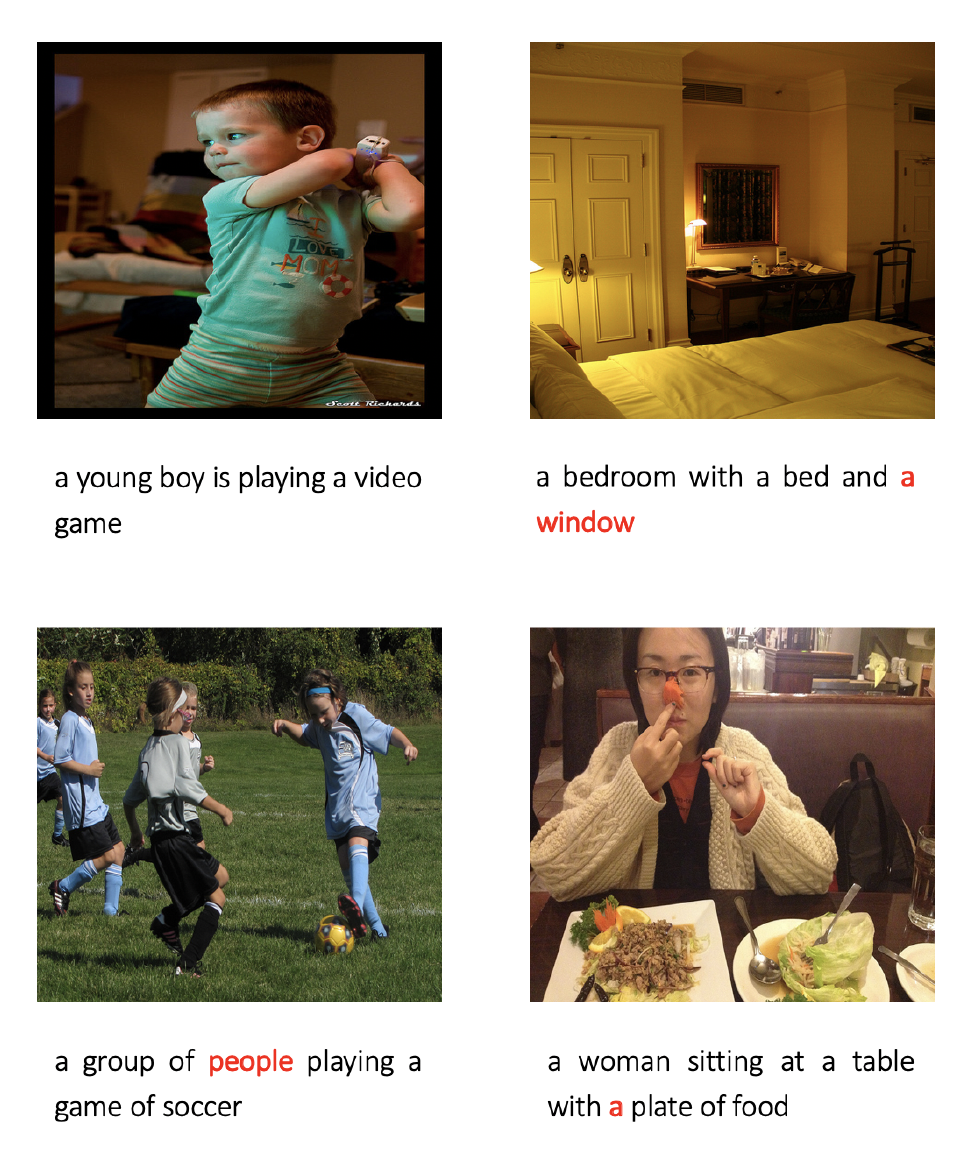 LOVE
MOM
Scott Richards
a young boy is playing a video
game
a bedroom with a bed and a
window
a group of people playing a
game of soccer
a woman sitting at a table
with a plate of food